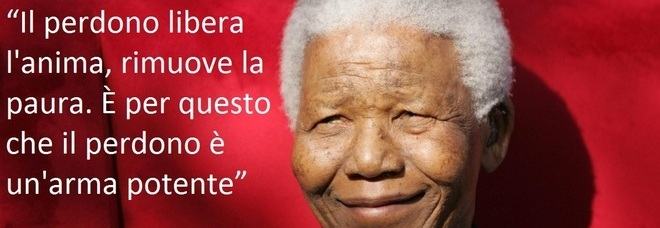 “Il perdono libera
l'anima, rimuove la
paura. È per questo
che il perdono è
un'arma potente”